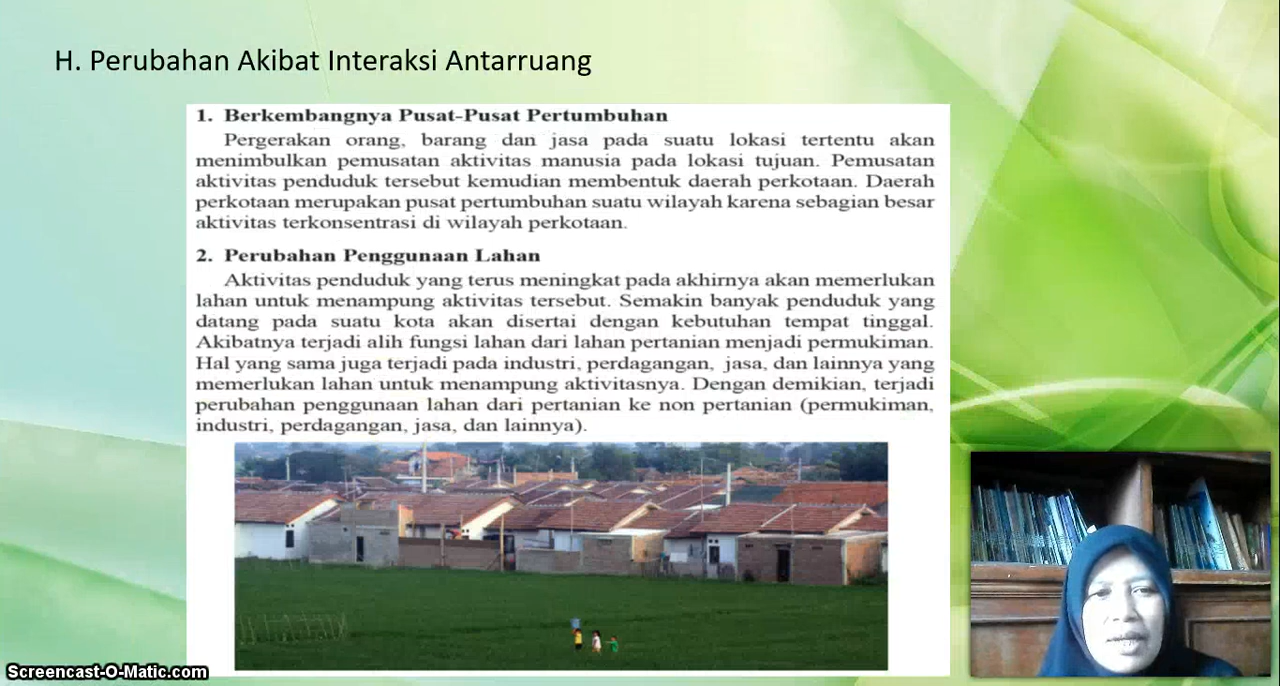 H. Perubahan Akibat Interaksi Antarruang
1. Berkembangnya Pusat-Pusat Pertumbuhan
Pergerakan orang, barang dan jasa pada suatu lokasi tertentu akan
menimbulkan pemusatan aktivitas manusia pada lokasi tujuan. Pemusatan
aktivitas penduduk tersebut kemudian membentuk daerah perkotaan. Daerah
perkotaan merupakan pusat pertumbuhan suatu wilayah karena sebagian besar
aktivitas terkonsentrasi di wilayah perkotaan.
2. Perubahan Penggunaan Lahan
Aktivitas penduduk yang terus meningkat pada akhirnya akan memerlukan
lahan untuk menampung aktivitas tersebut. Semakin banyak penduduk yang
datang pada suatu kota akan disertai dengan kebutuhan tempat tinggal.
Akibatnya terjadi alih fungsi lahan dari lahan pertanian menjadi permukiman.
Hal yang sama juga terjadi pada industri, perdagangan, jasa, dan lainnya yang
memerlukan lahan untuk menampung aktivitasnya. Dengan demikian, terjadi
perubahan penggunaan lahan dari pertanian ke non pertanian (permukiman,
industri, perdagangan, jasa, dan lainnya).
Screencast-O-Matic.com